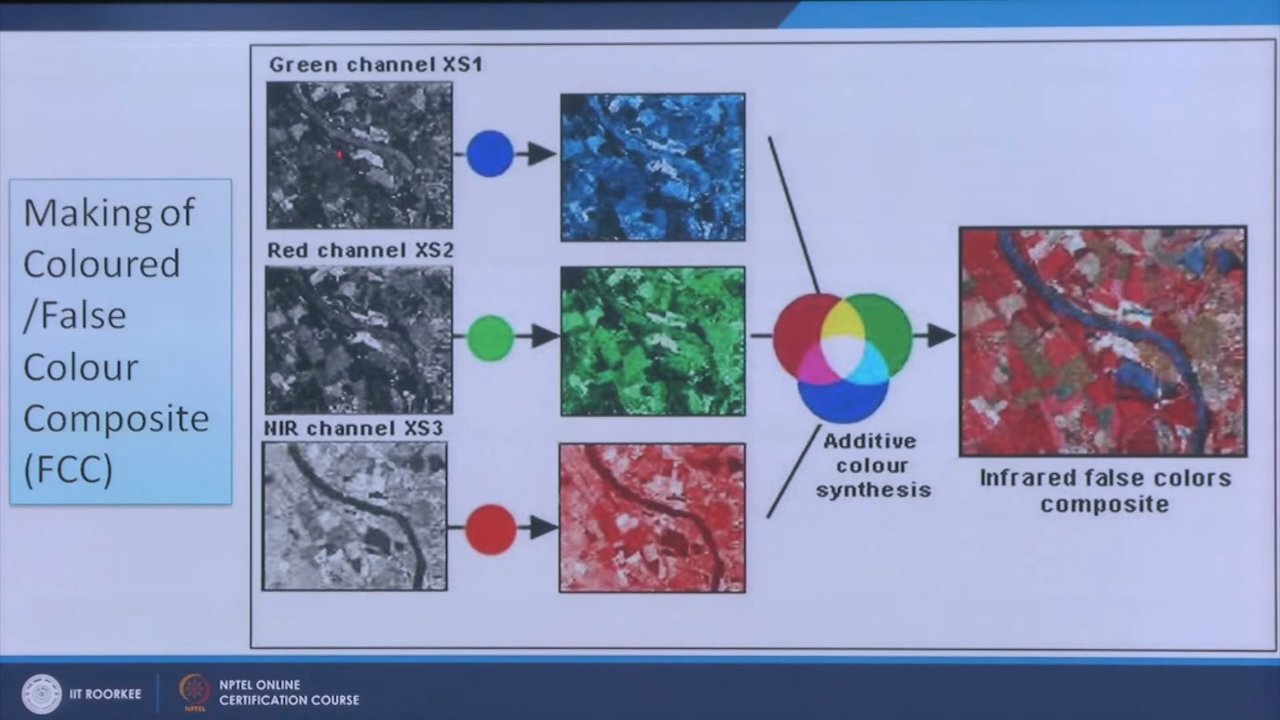 Making of
Coloured
/False
Colour
Composite
(FCC)
Green channel XS1
Red channel XS2
NIR channel XS3
Additive
colour
synthesis
Infrared false colors
composite
IIT ROORKEE
NPTEL
NPTEL ONLINE
CERTIFICATION COURSE